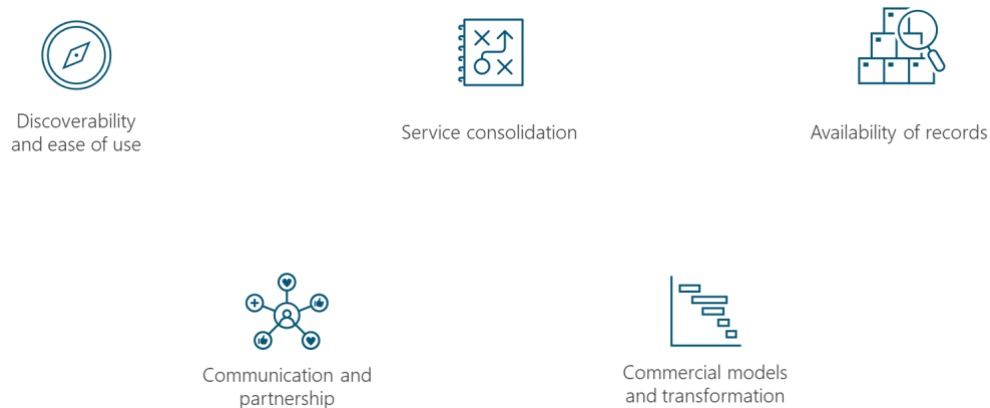 Discoverability
and ease of use
Service consolidation
Availability of records
Communication and
partnership
Commercial models
and transformation